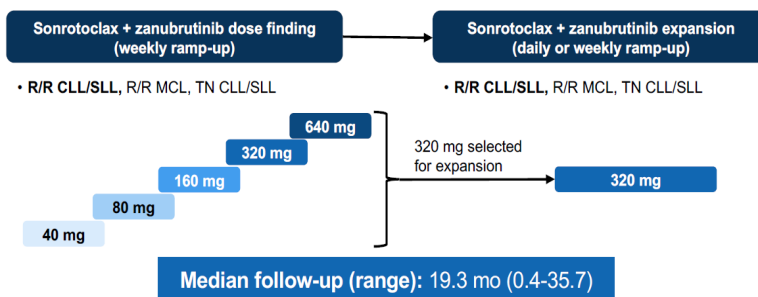 Sonrotoclax + zanubrutinib dose finding
(weekly ramp-up)
Sonrotoclax + zanubrutinib expansion
(daily or weekly ramp-up)
• R/R CLL/SLL, R/R MCL, TN CLL/SLL
• R/R CLL/SLL, R/R MCL, TN CLL/SLL
640 mg
320 mg
160 mg
80 mg
40 mg
320 mg selected
for expansion
320 mg
Median follow-up (range): 19.3 mo (0.4-35.7)